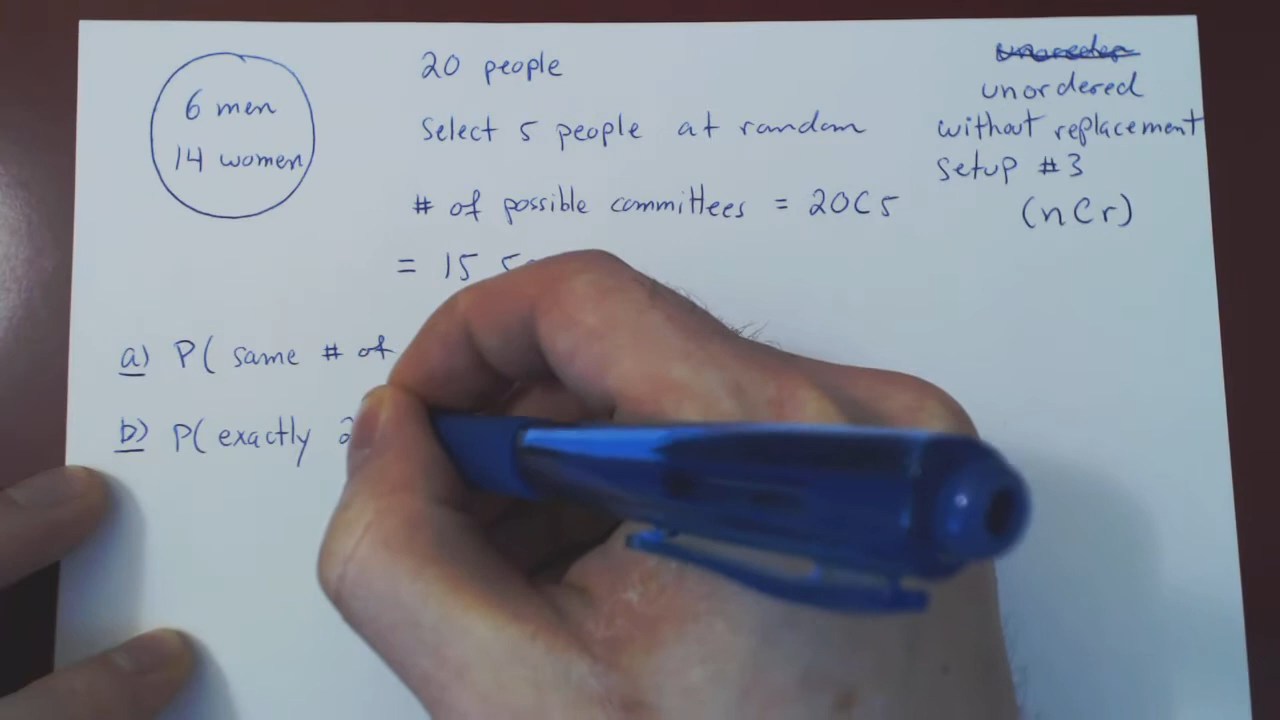 6 men
14 women
20 people
Select 5 people at random
# of possible committees = 20C5
= 15
unordered
without replacement
setup #3
(nCr)
a) P( same # of
b) P( exactly 2